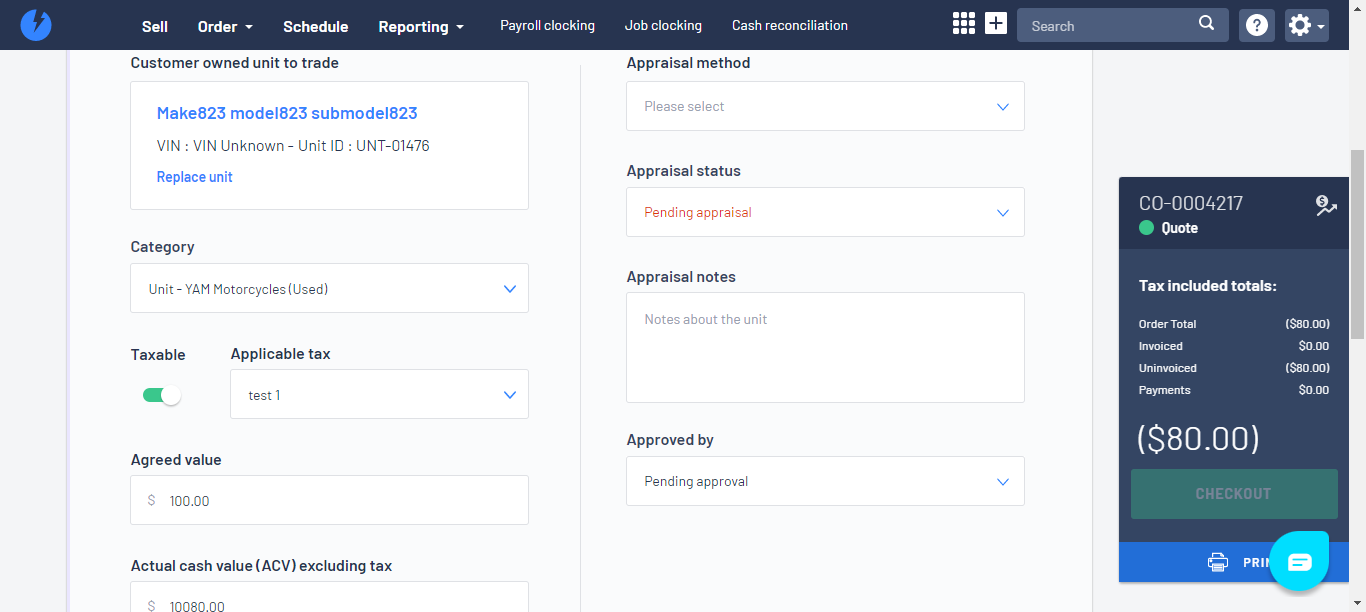 Sell
Order
Schedule
Reporting
Payroll clocking
Job clocking
Cash reconciliation
Search
Customer owned unit to trade
Make823 model823 submodel823
VIN : VIN Unknown - Unit ID : UNT-01476
Replace unit
Category
Unit - YAM Motorcycles (Used)
Taxable
Applicable tax
test 1
Agreed value
$ 100.00
Actual cash value (ACV) excluding tax
$ 10080.00
Appraisal method
Please select
Appraisal status
Pending appraisal
Appraisal notes
Notes about the unit
Approved by
Pending approval
CO-0004217
Quote
Tax included totals:
Order Total ($80.00)
Invoiced $0.00
Uninvoiced ($80.00)
Payments $0.00
($80.00)
CHECKOUT